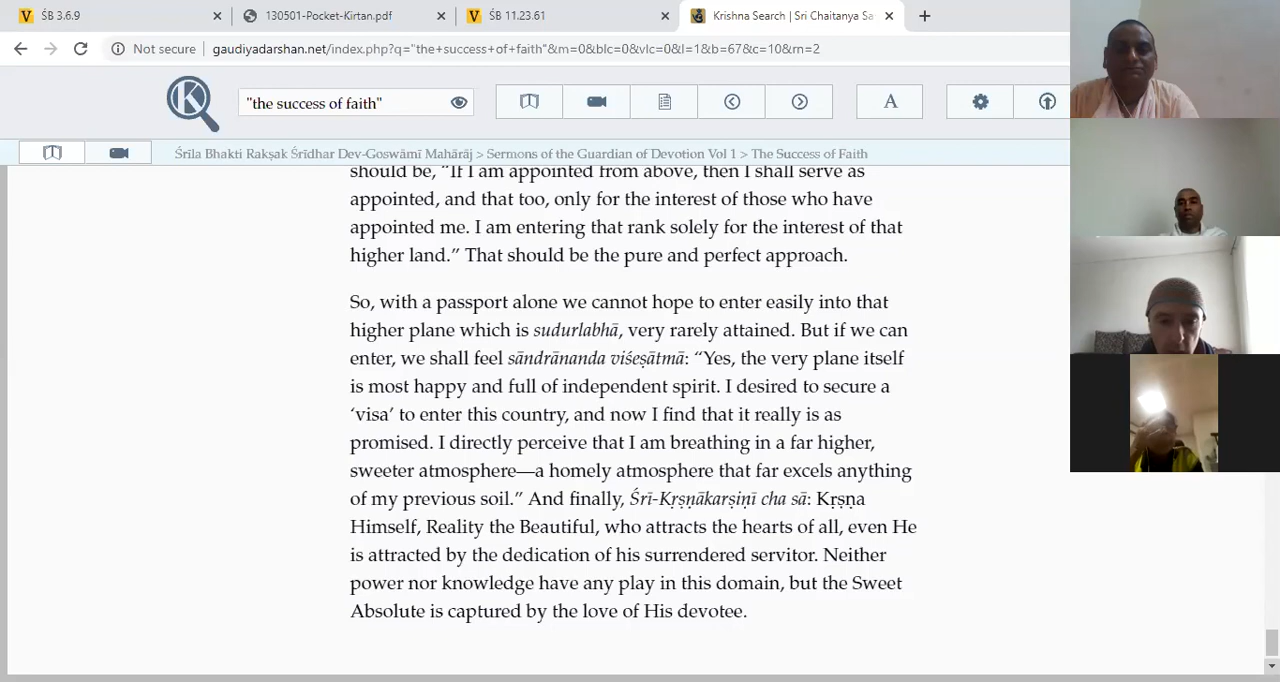 ŚB 3.6.9
130501-Pocket-Kirtan.pdf
ŚB 11.23.61
Krishna Search | Sri Chaitanya Sa
Not secure
gaudiyadarshan.net/index.php?q="the+success+of+faith"&m=0&blc=0&vlc=0&l=1&b=67&c=10&rn=2
K
"the success of faith"
A
Śrīla Bhakti Rakṣak Śrīdhar Dev-Goswāmī Mahārāj > Sermons of the Guardian of Devotion Vol 1 > The Success of Faith
should be, “If I am appointed from above, then I shall serve as
appointed, and that too, only for the interest of those who have
appointed me. I am entering that rank solely for the interest of that
higher land.” That should be the pure and perfect approach.
So, with a passport alone we cannot hope to enter easily into that
higher plane which is sudurlabhā, very rarely attained. But if we can
enter, we shall feel sāndrānanda viśeṣātmā: “Yes, the very plane itself
is most happy and full of independent spirit. I desired to secure a
‘visa’ to enter this country, and now I find that it really is as
promised. I directly perceive that I am breathing in a far higher,
sweeter atmosphere—a homely atmosphere that far excels anything
of my previous soil.” And finally, Śrī-Kṛṣṇākarṣiṇī cha sā: Kṛṣṇa
Himself, Reality the Beautiful, who attracts the hearts of all, even He
is attracted by the dedication of his surrendered servitor. Neither
power nor knowledge have any play in this domain, but the Sweet
Absolute is captured by the love of His devotee.